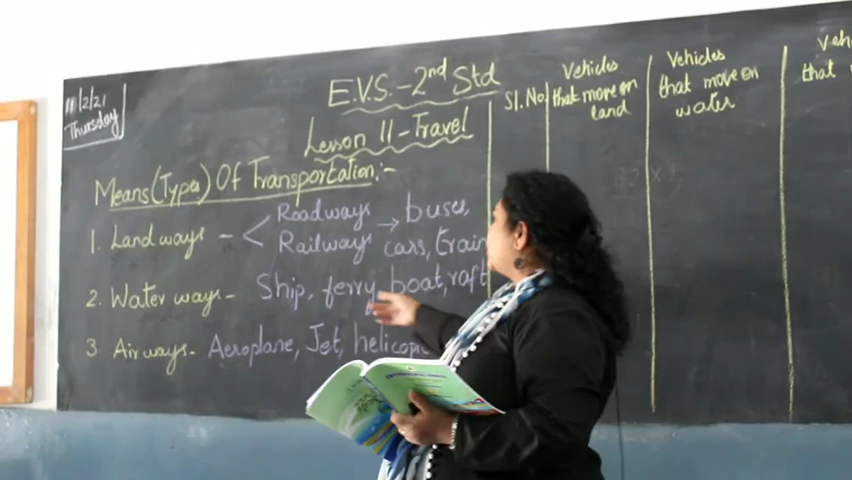 11/2/21
Thursday
E.V.S.-2nd Std
Lesson 11-Travel
Means(Types) Of Transportation:-
1. Landways - < Roadways → buses,
Railways cars, train
2. Water ways - Ship, ferry, boat, raft
3 Airways- Aeroplane, Jet,
Sl.No.
Vehicles
that move on
land
Vehicles
that move on
water
that